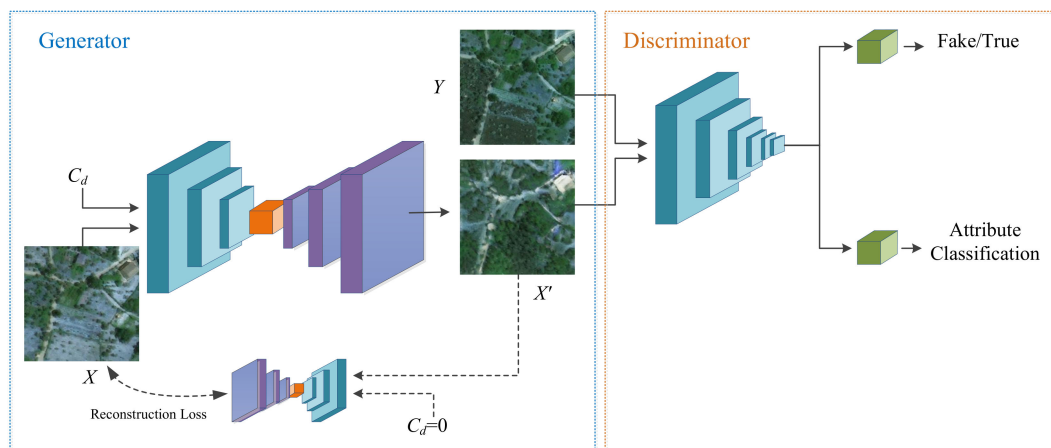 Generator
Discriminator
Y
Fake/True
C_d
X'
Attribute
Classification
X
Reconstruction Loss
C_d=0